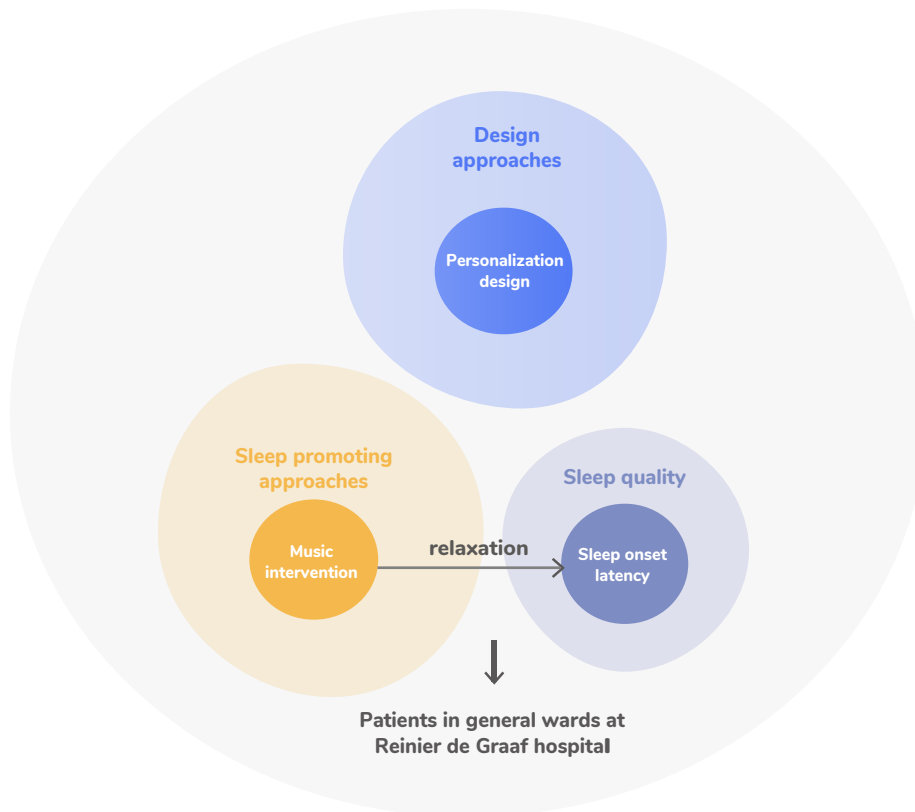 Design
approaches
Personalization
design
Sleep promoting
approaches
Music
intervention
relaxation
Sleep quality
Sleep onset
latency
Patients in general wards at
Reinier de Graaf hospital